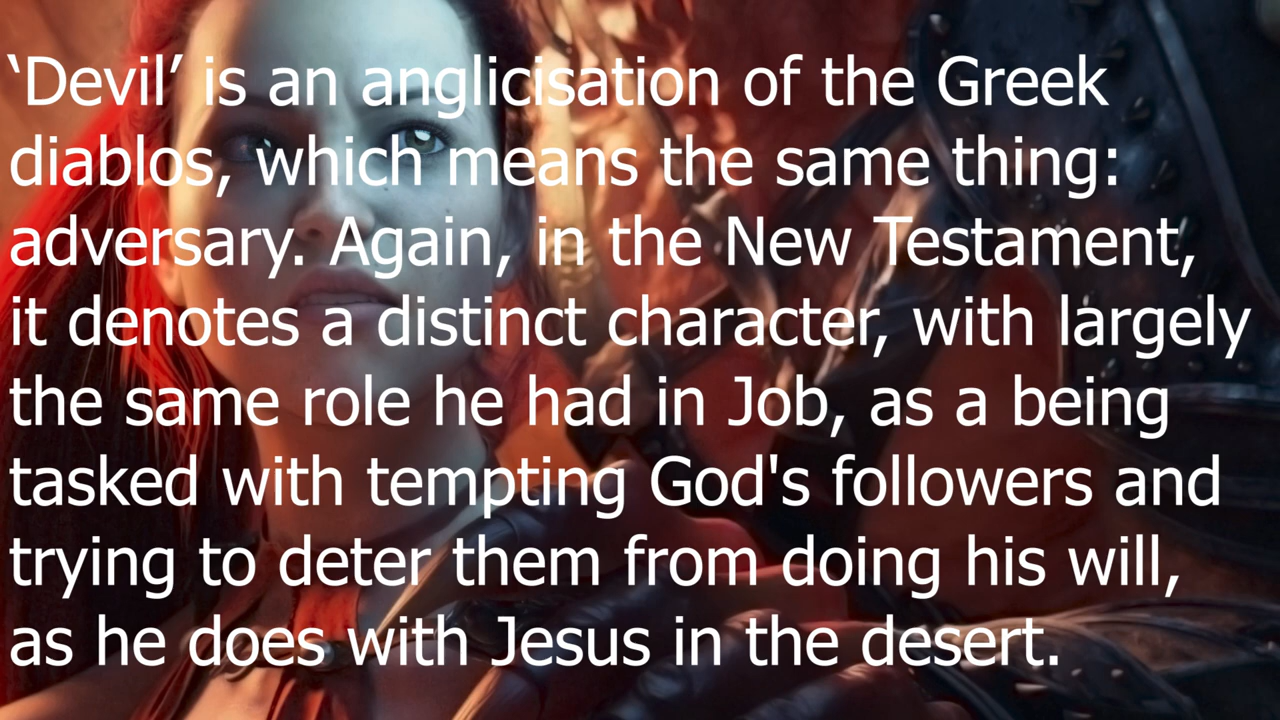 ‘Devil’ is an anglicisation of the Greek
diablos, which means the same thing:
adversary. Again, in the New Testament,
it denotes a distinct character, with largely
the same role he had in Job, as a being
tasked with tempting God's followers and
trying to deter them from doing his will,
as he does with Jesus in the desert.